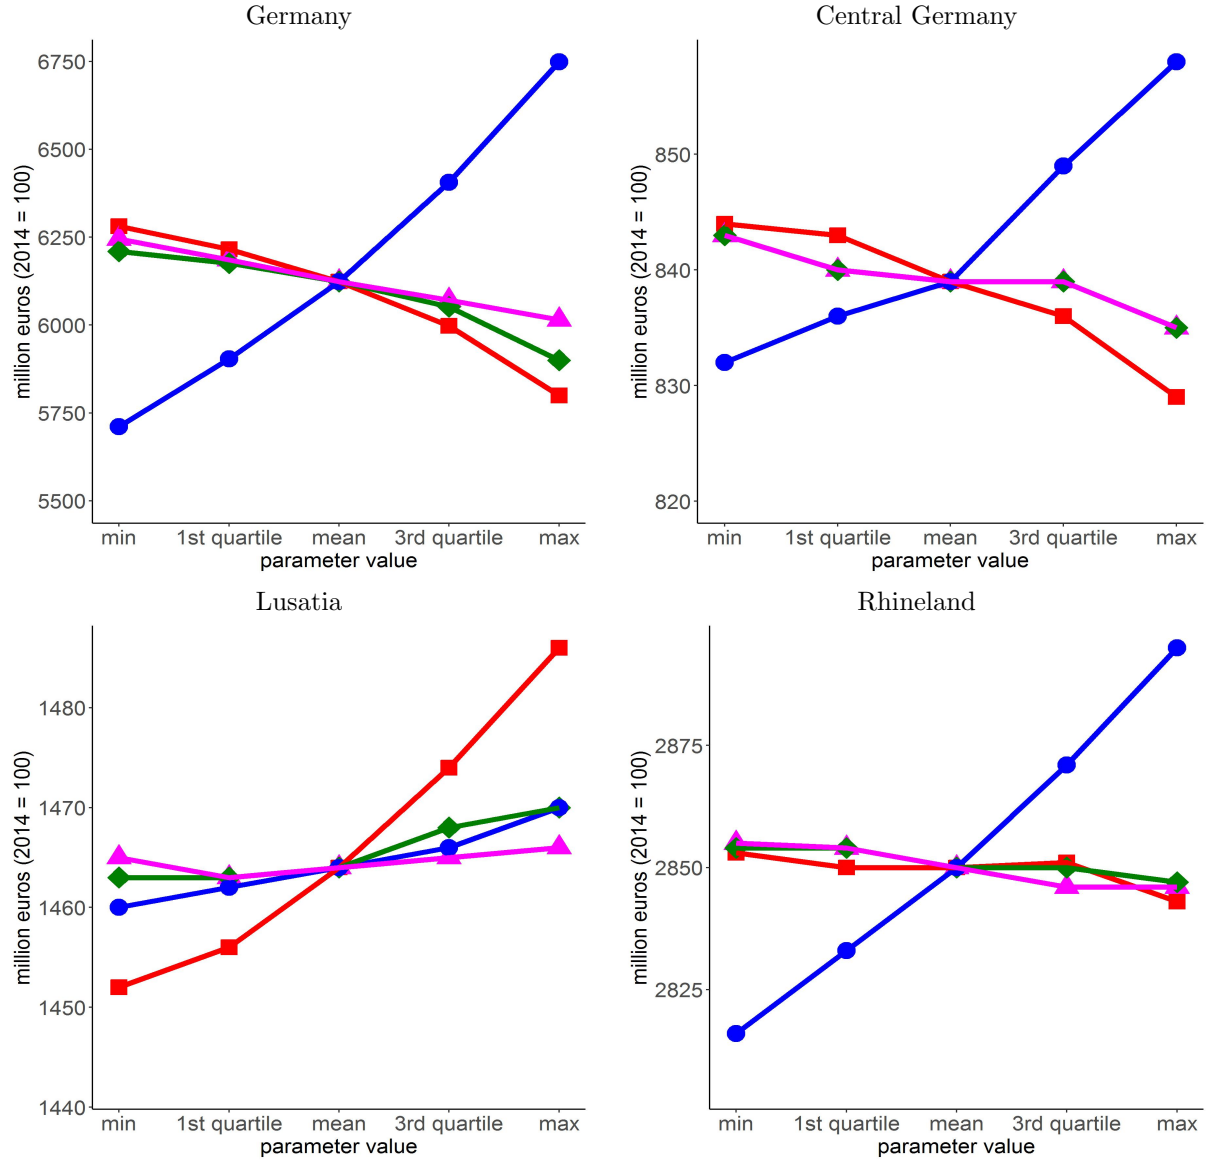 Germany
million euros (2014 = 100)
6750
6500
6250
6000
5750
5500
min 1st quartile mean 3rd quartile max
parameter value
Central Germany
million euros (2014 = 100)
850
840
830
820
min 1st quartile mean 3rd quartile max
parameter value
Lusatia
million euros (2014 = 100)
1480
1470
1460
1450
1440
min 1st quartile mean 3rd quartile max
parameter value
Rhineland
million euros (2014 = 100)
2875
2850
2825
min 1st quartile mean 3rd quartile max
parameter value